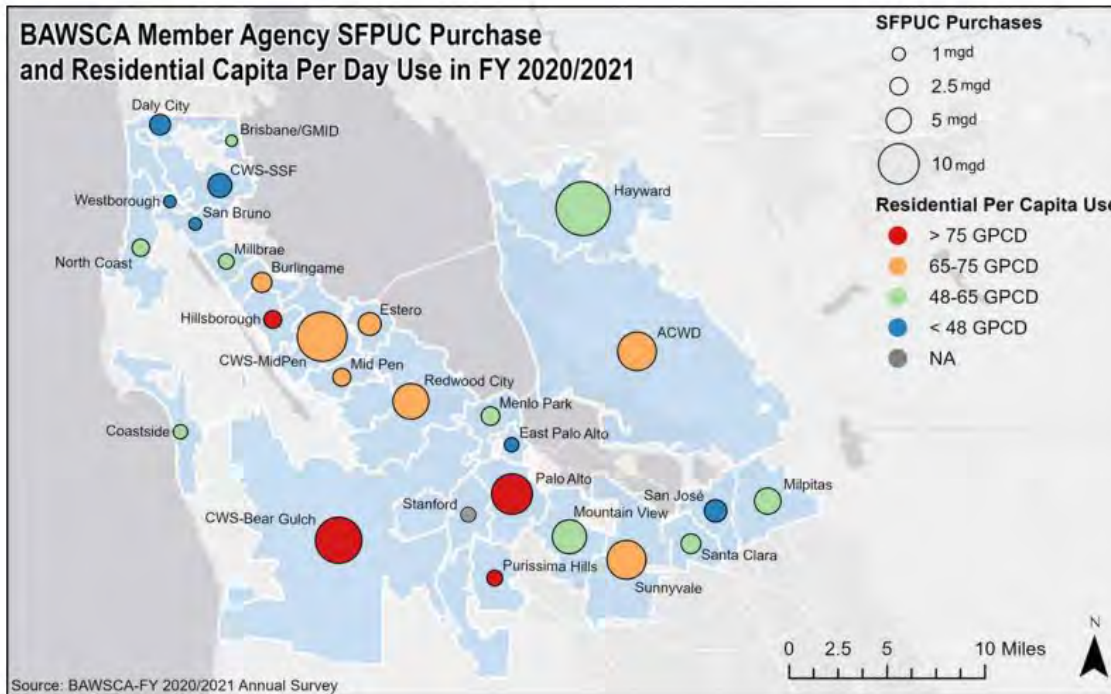 BAWSCA Member Agency SFPUC Purchase
and Residential Capita Per Day Use in FY 2020/2021
SFPUC Purchases
1 mgd
2.5 mgd
5 mgd
10 mgd
Residential Per Capita Use
> 75 GPCD
65-75 GPCD
48-65 GPCD
< 48 GPCD
NA
Daly City
Brisbane/GMID
CWS-SSF
Westborough
San Bruno
North Coast
Millbrae
Burlingame
Hillsborough
Estero
CWS-MidPen
Mid Pen
Redwood City
Menlo Park
East Palo Alto
Coastside
Hayward
ACWD
Palo Alto
Stanford
CWS-Bear Gulch
Mountain View
San José
Milpitas
Santa Clara
Purissima Hills
Sunnyvale
N
0 2.5 5 10 Miles
Source: BAWSCA-FY 2020/2021 Annual Survey